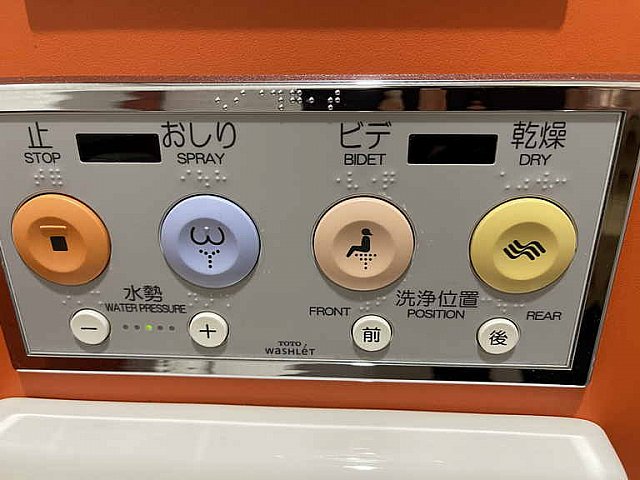 止 おしり ビデ 乾燥
STOP SPRAY BIDET DRY
水勢 洗浄位置
WATER PRESSURE FRONT POSITION REAR
− + 前 後
TOTO
WASHLET